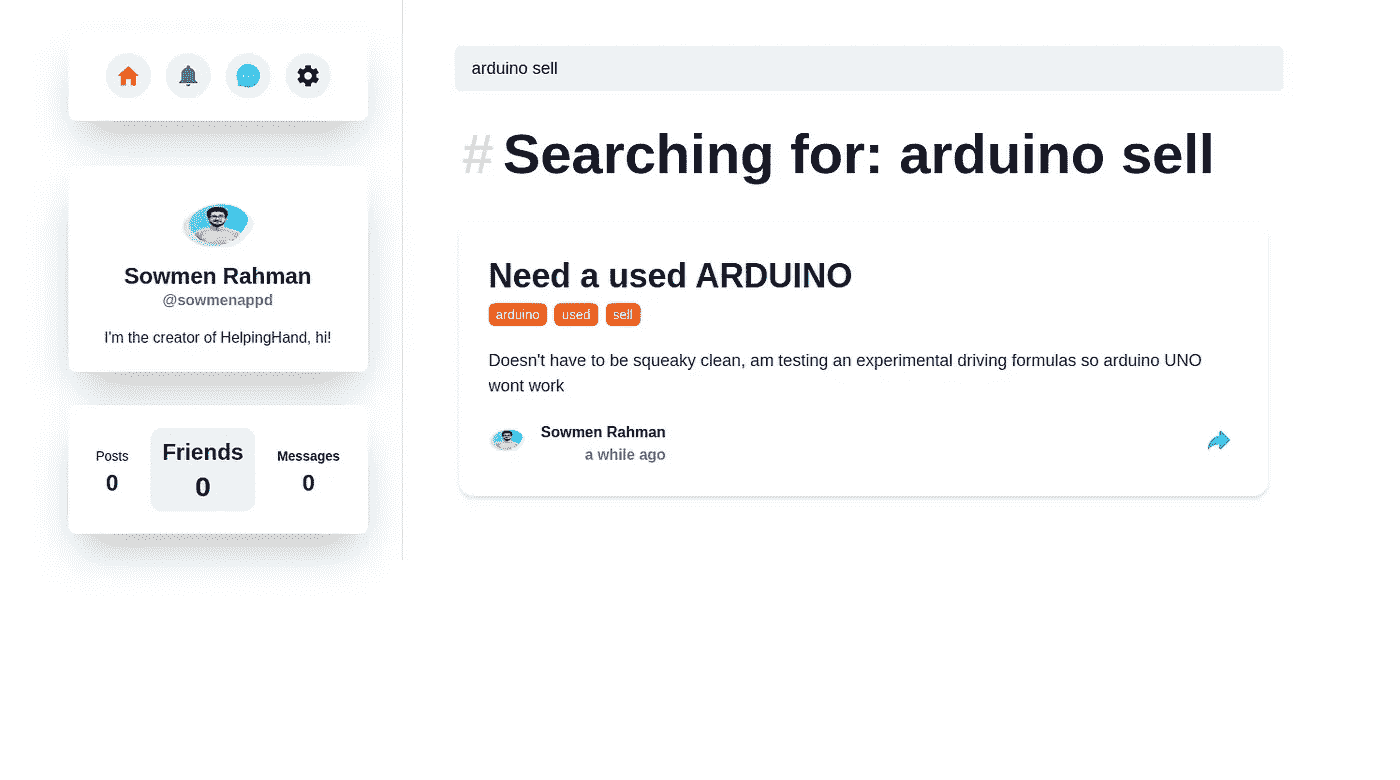 arduino sell
# Searching for: arduino sell
Sowmen Rahman
@sowmenappd
I'm the creator of HelpingHand, hi!
Posts
0
Friends
0
Messages
0
Need a used ARDUINO
arduino used sell
Doesn't have to be squeaky clean, am testing an experimental driving formulas so arduino UNO
wont work
Sowmen Rahman
a while ago